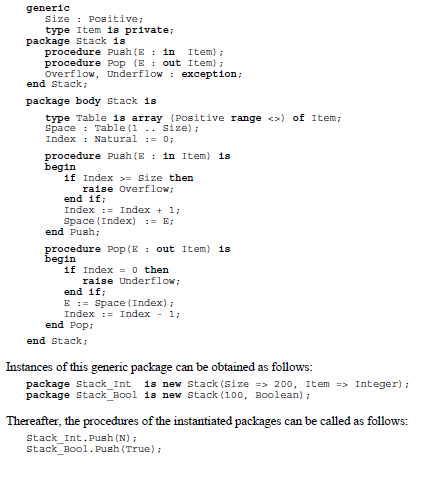 generic
Size : Positive;
type Item is private;
package Stack is
procedure Push(E : in  Item);
procedure Pop (E : out Item);
Overflow, Underflow : exception;
end Stack;
package body Stack is
type Table is array (Positive range <>) of Item;
Space : Table(1 .. Size);
Index : Natural := 0;
procedure Push(E : in Item) is
begin
if Index >= Size then
raise Overflow;
end if;
Index := Index + 1;
Space(Index) := E;
end Push;
procedure Pop(E : out Item) is
begin
if Index = 0 then
raise Underflow;
end if;
E := Space(Index);
Index := Index - 1;
end Pop;
end Stack;
Instances of this generic package can be obtained as follows:
package Stack_Int  is new Stack(Size => 200, Item => Integer);
package Stack_Bool is new Stack(100, Boolean);
Thereafter, the procedures of the instantiated packages can be called as follows:
Stack_Int.Push(N);
Stack_Bool.Push(True);